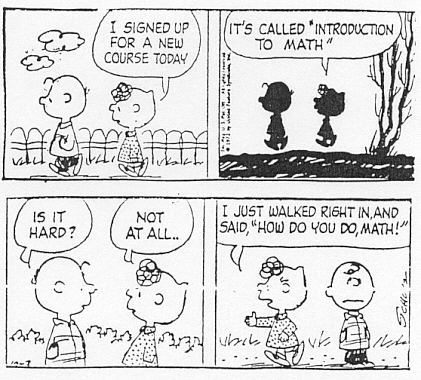 I SIGNED UP
FOR A NEW
COURSE TODAY
IT'S CALLED "INTRODUCTION
TO MATH"
IS IT
HARD?
NOT
AT ALL..
I JUST WALKED RIGHT IN, AND
SAID, "HOW DO YOU DO, MATH!"